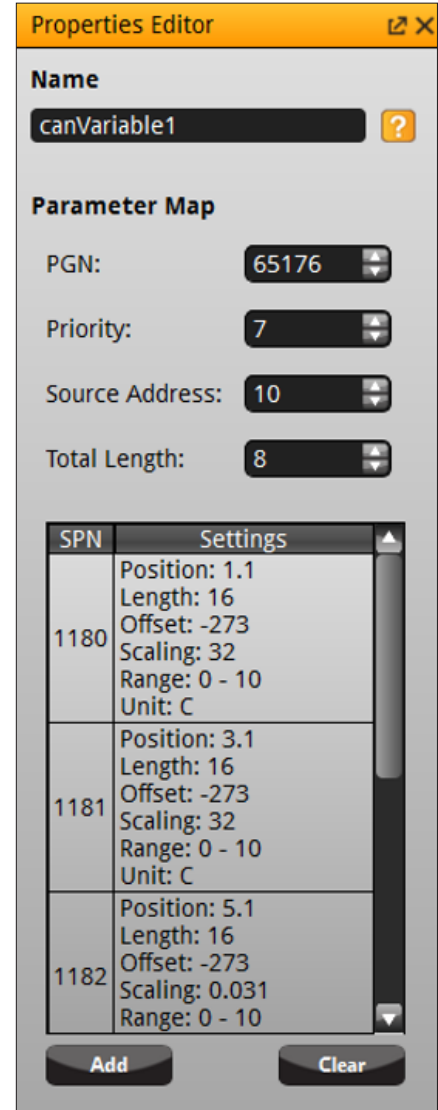 Properties Editor
Name
canVariable1
?
Parameter Map
PGN: 65176
Priority: 7
Source Address: 10
Total Length: 8
SPN Settings
1180
Position: 1.1
Length: 16
Offset: -273
Scaling: 32
Range: 0 - 10
Unit: C
1181
Position: 3.1
Length: 16
Offset: -273
Scaling: 32
Range: 0 - 10
Unit: C
1182
Position: 5.1
Length: 16
Offset: -273
Scaling: 0.031
Range: 0 - 10
Add Clear